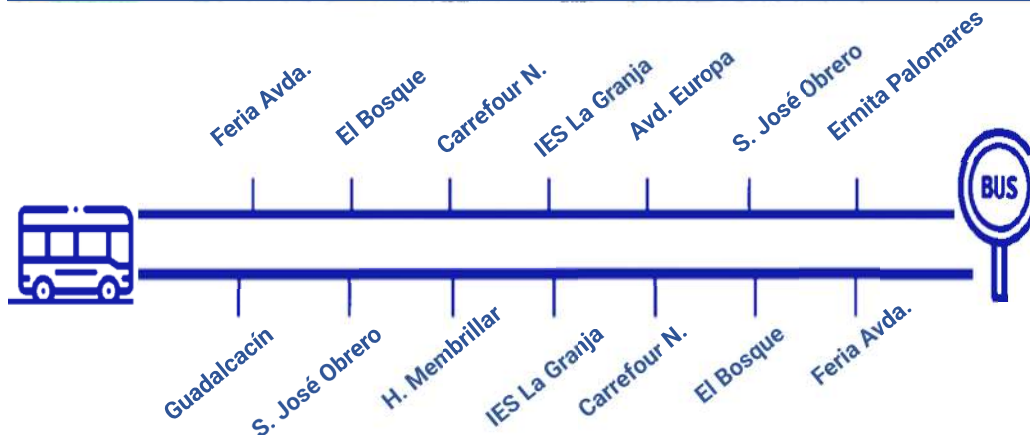 Feria Avda.
El Bosque
Carrefour N.
IES La Granja
Avd. Europa
S. José Obrero
Ermita Palomares
BUS
Guadalcacín
S. José Obrero
H. Membrillar
IES La Granja
Carrefour N.
El Bosque
Feria Avda.